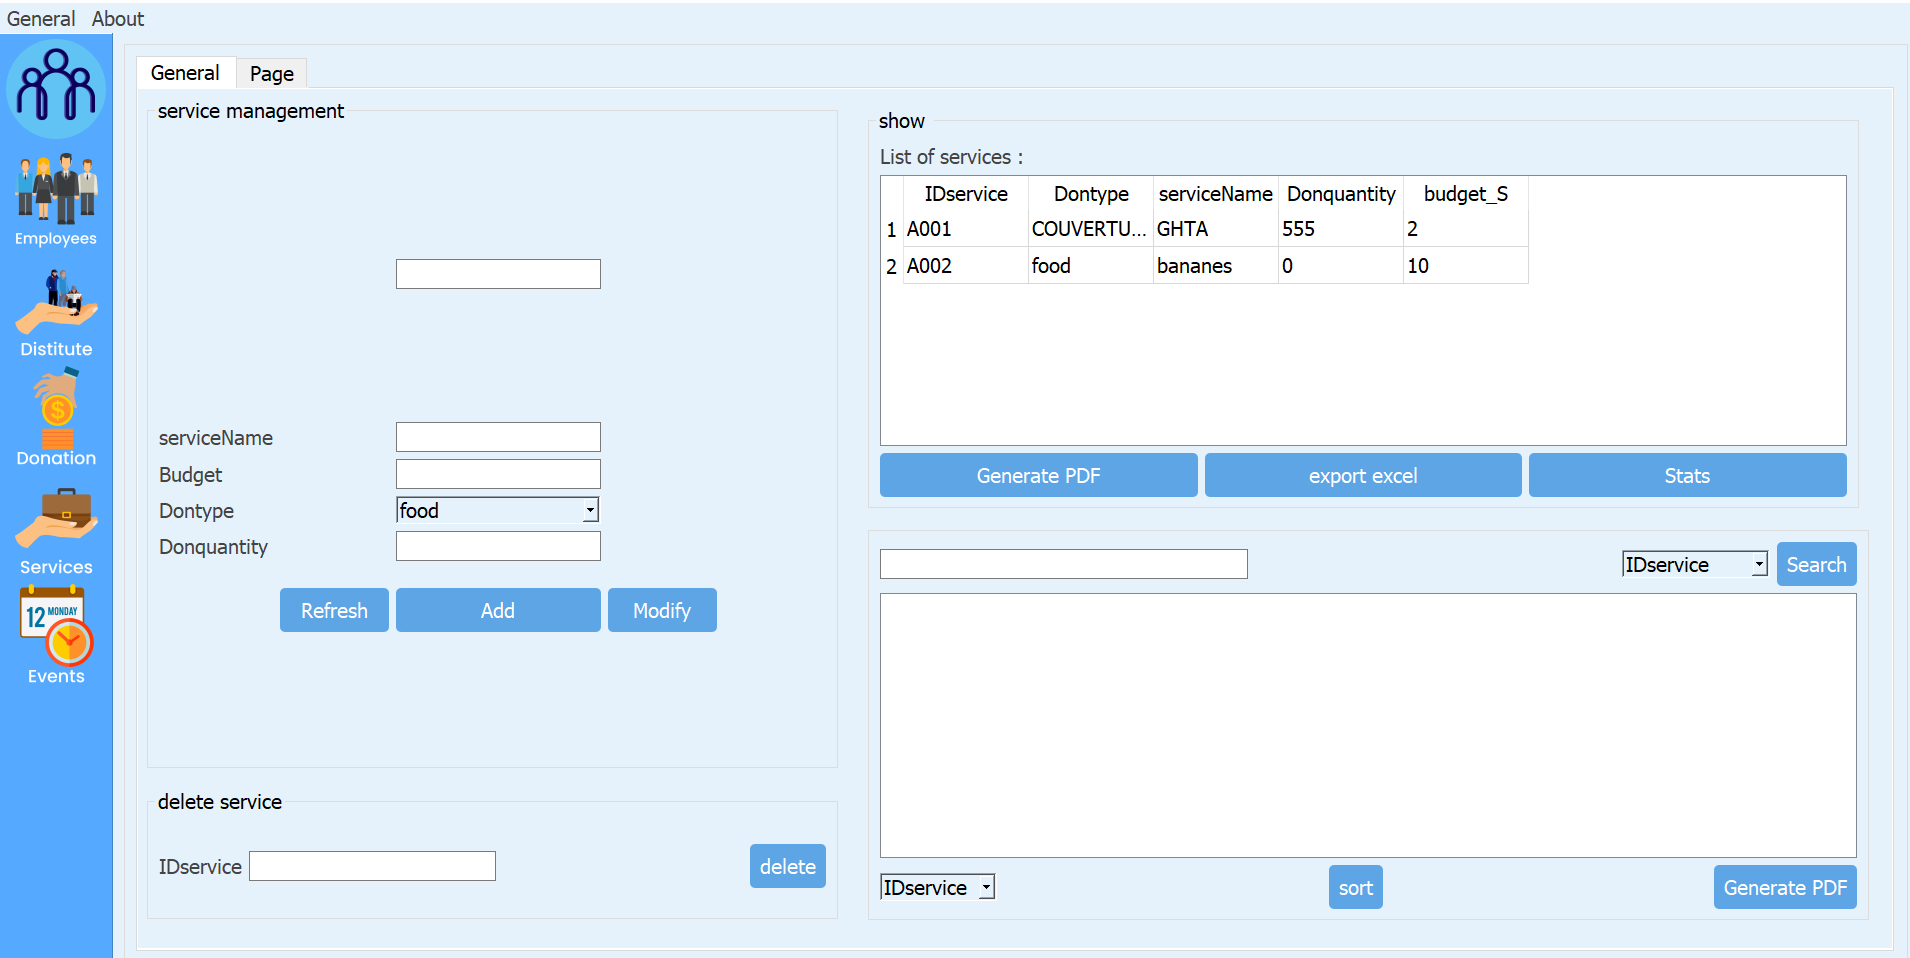 General About
Employees
Distitute
Donation
Services
12 MONDAY
Events
General Page
service management
serviceName
Budget
Dontype food
Donquantity
Refresh Add Modify
delete service
IDservice delete
show
List of services :
IDservice Dontype serviceName Donquantity budget_S
1 A001 COUVERTU... GHTA 555 2
2 A002 food bananes 0 10
Generate PDF export excel Stats
IDservice Search
IDservice sort Generate PDF